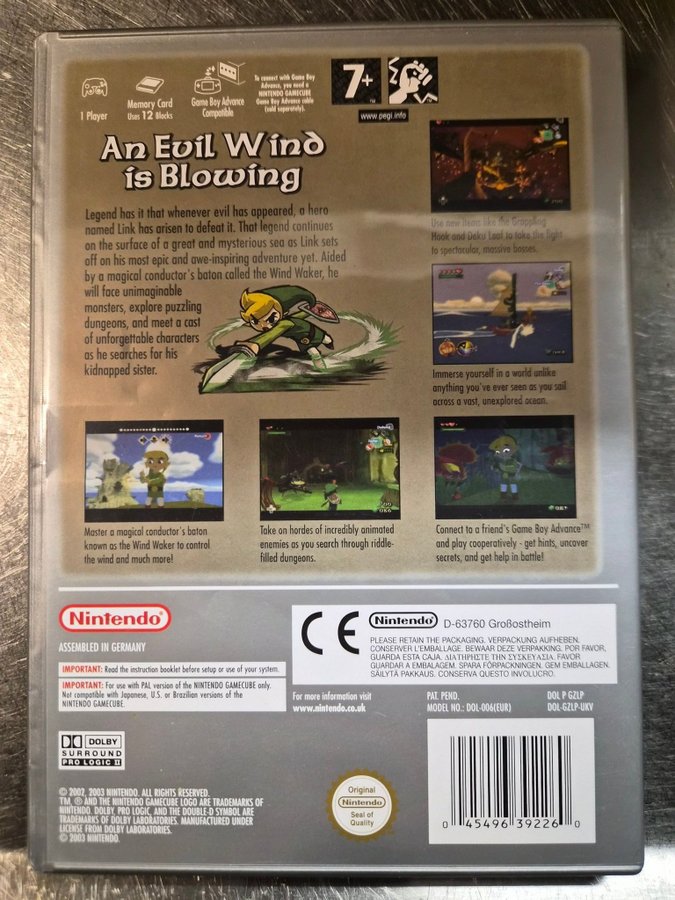 1 Player
Memory Card
Uses 12 Blocks
Game Boy Advance
Compatible
To connect with Game Boy
Advance, you need a
NINTENDO GAMECUBE
Game Boy Advance cable
(sold separately).
7+
www.pegi.info
An Evil Wind
is Blowing
Legend has it that whenever evil has appeared, a hero
named Link has arisen to defeat it. That legend continues
on the surface of a great and mysterious sea as Link sets
off on his most epic and awe-inspiring adventure yet. Aided
by a magical conductor's baton called the Wind Waker, he
will face unimaginable
monsters, explore puzzling
dungeons, and meet a cast
of unforgettable characters
as he searches for his
kidnapped sister.
Use new items like the Grappling
Hook and Deku Leaf to take the fight
to spectacular, massive bosses.
Immerse yourself in a world unlike
anything you've ever seen as you sail
across a vast, unexplored ocean.
Master a magical conductor's baton
known as the Wind Waker to control
the wind and much more!
Take on hordes of incredibly animated
enemies as you search through riddle-
filled dungeons.
Connect to a friend's Game Boy Advance™
and play cooperatively - get hints, uncover
secrets, and get help in battle!
Nintendo
ASSEMBLED IN GERMANY
IMPORTANT: Read the instruction booklet before setup or use of your system.
IMPORTANT: For use with PAL version of the NINTENDO GAMECUBE only.
Not compatible with Japanese, U.S. or Brazilian versions of the
NINTENDO GAMECUBE.
CE Nintendo D-63760 Großostheim
PLEASE RETAIN THE PACKAGING. VERPACKUNG AUFHEBEN.
CONSERVER L'EMBALLAGE. BEWAAR DEZE VERPAKKING. POR FAVOR,
GUARDA ESTA CAJA. ΔΙΑΤΗΡΗΣΤΕ ΤΗΝ ΣΥΣΚΕΥΑΣΙΑ. FAVOR
GUARDAR A EMBALAGEM. SPARA FÖRPACKNINGEN. GEM EMBALLAGEN.
SÄILYTÄ PAKKAUS. CONSERVA QUESTO INVOLUCRO.
For more information visit
www.nintendo.co.uk
PAT. PEND.
MODEL NO.: DOL-006(EUR)
DOL P GZLP
DOL-GZLP-UKV
DOLBY
SURROUND
PRO LOGIC II
© 2002, 2003 NINTENDO. ALL RIGHTS RESERVED.
TM, ® AND THE NINTENDO GAMECUBE LOGO ARE TRADEMARKS OF
NINTENDO. DOLBY, PRO LOGIC, AND THE DOUBLE-D SYMBOL ARE
TRADEMARKS OF DOLBY LABORATORIES. MANUFACTURED UNDER
LICENSE FROM DOLBY LABORATORIES.
© 2003 NINTENDO.
Original
Nintendo
Seal of
Quality
0 45496 39226 0